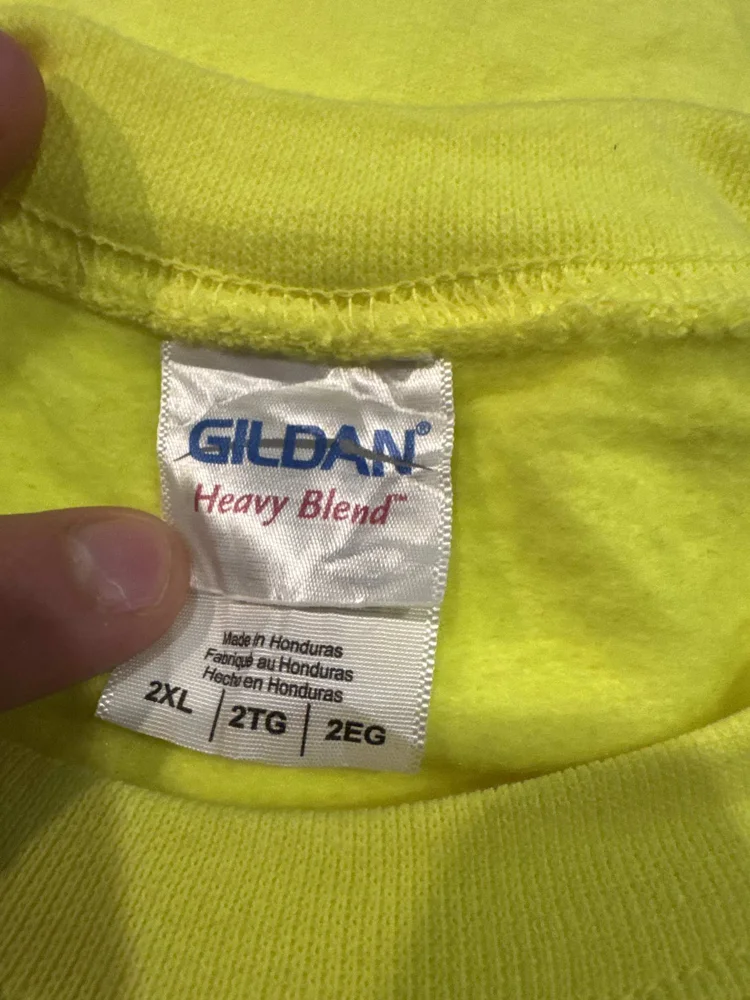 GILDAN®
Heavy Blend™
Made in Honduras
Fabriqué au Honduras
Hecho en Honduras
2XL | 2TG | 2EG